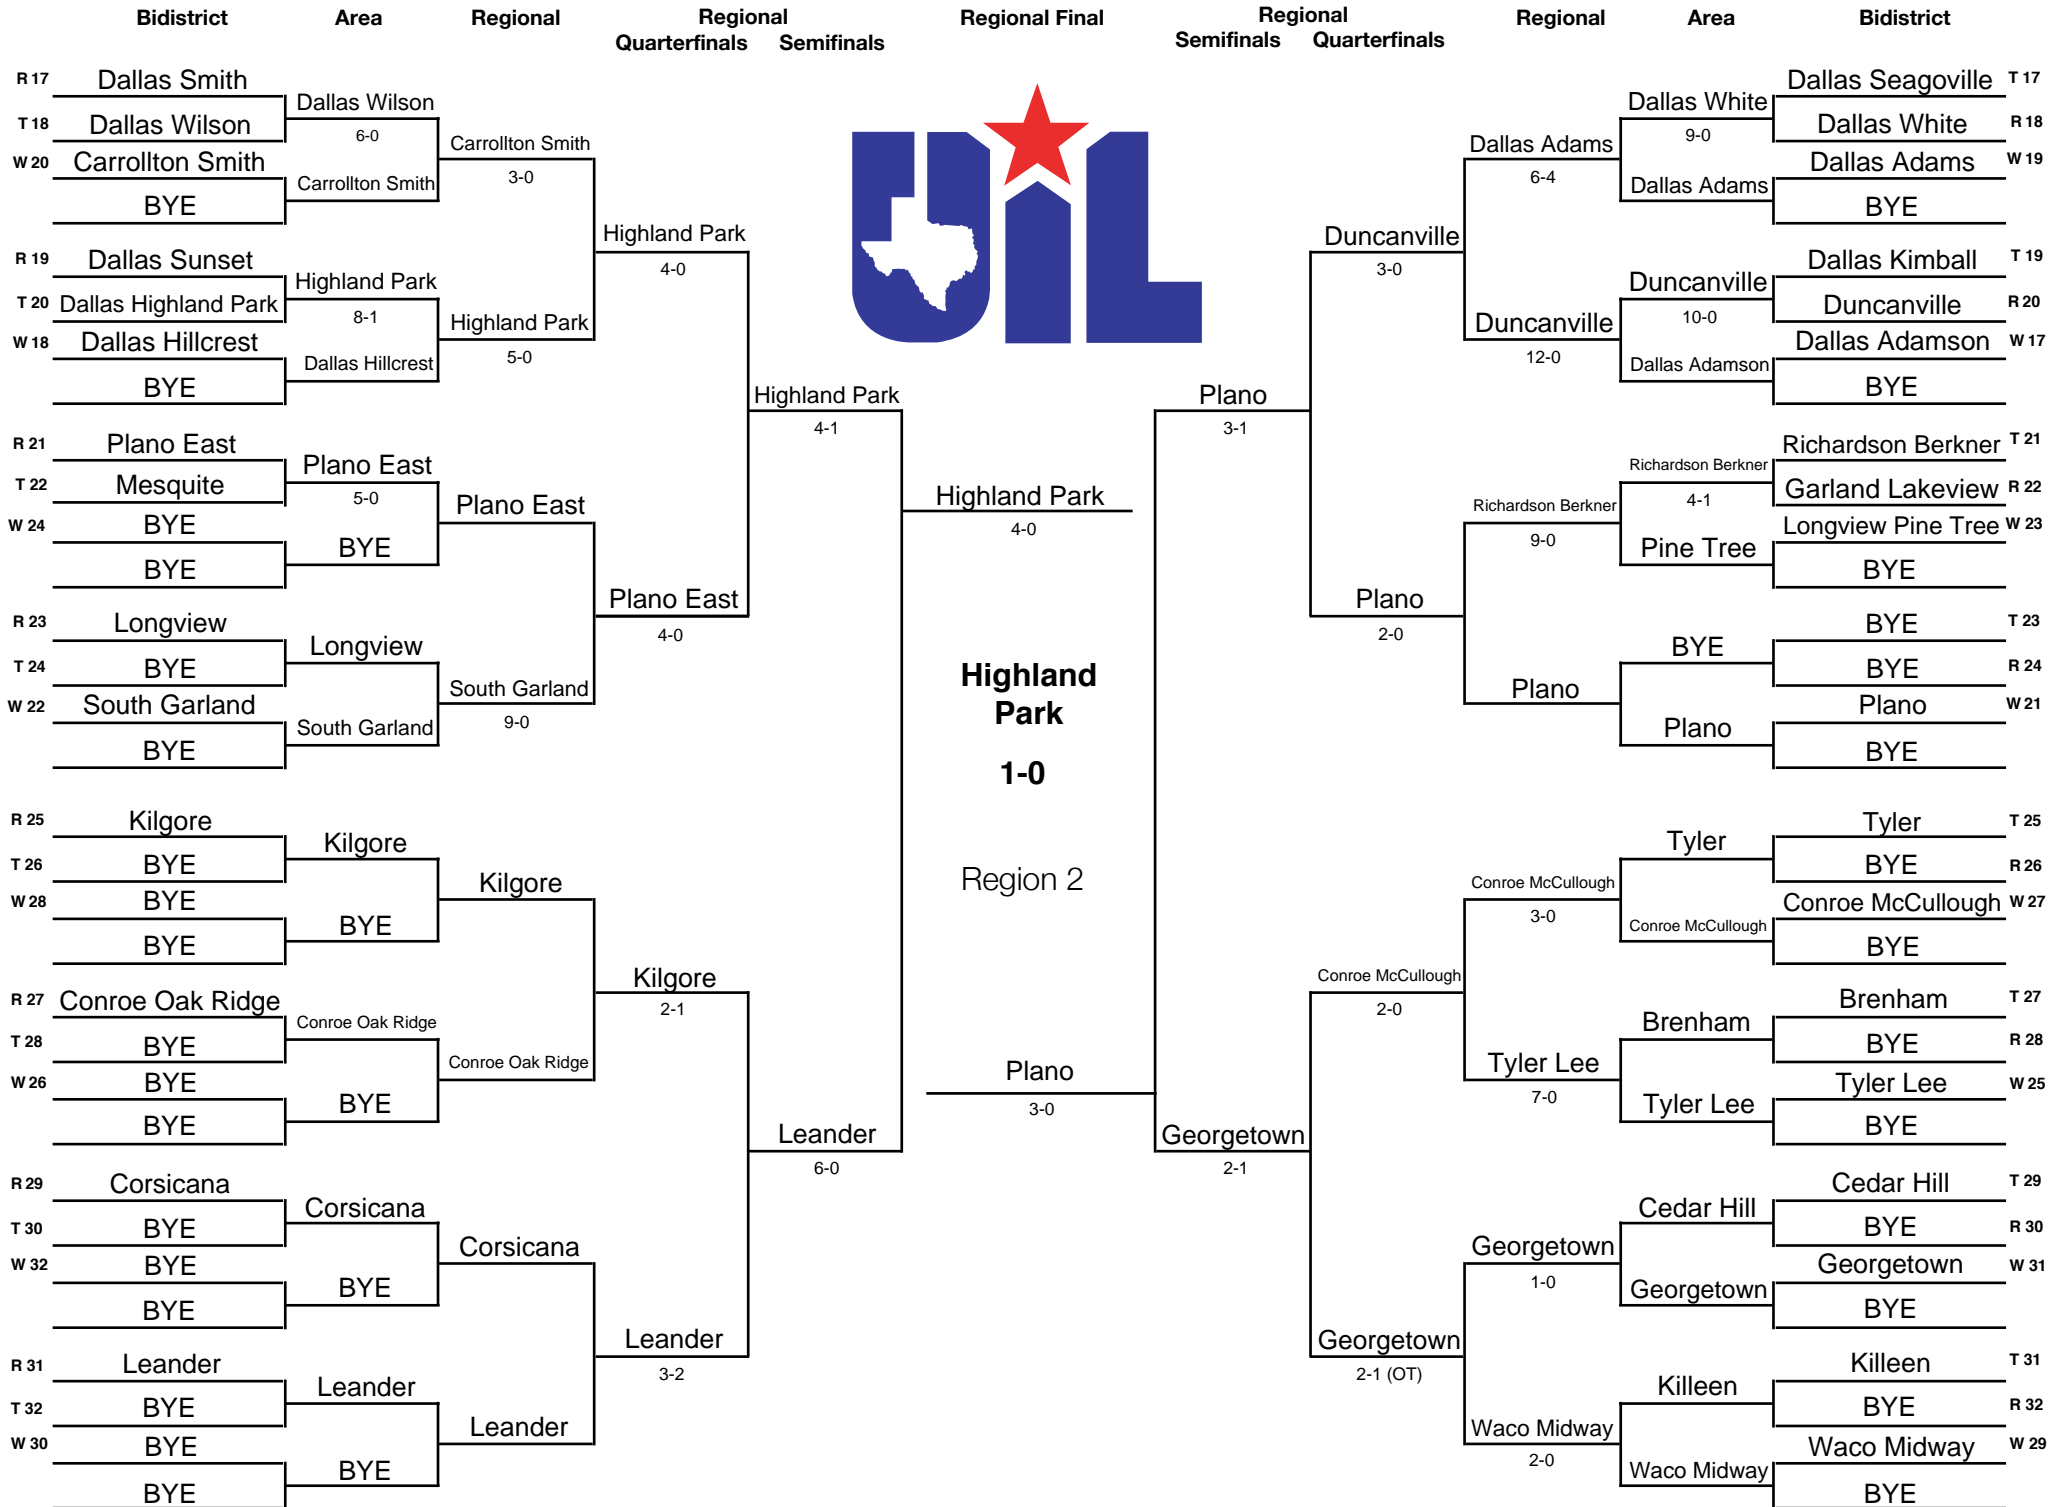 Bidistrict
Area
Regional
Regional
Quarterfinals Semifinals
Regional Final
Regional
Semifinals Quarterfinals
Regional
Area
Bidistrict
R 17 Dallas Smith
T 18 Dallas Wilson
W 20 Carrollton Smith
BYE
R 19 Dallas Sunset
T 20 Dallas Highland Park
W 18 Dallas Hillcrest
BYE
R 21 Plano East
T 22 Mesquite
W 24 BYE
BYE
R 23 Longview
T 24 BYE
W 22 South Garland
BYE
R 25 Kilgore
T 26 BYE
W 28 BYE
BYE
R 27 Conroe Oak Ridge
T 28 BYE
W 26 BYE
BYE
R 29 Corsicana
T 30 BYE
W 32 BYE
BYE
R 31 Leander
T 32 BYE
W 30 BYE
BYE
Dallas Wilson
6-0
Carrollton Smith
Highland Park
8-1
Dallas Hillcrest
Plano East
5-0
BYE
Longview
South Garland
Kilgore
BYE
Conroe Oak Ridge
BYE
Corsicana
BYE
Leander
BYE
Carrollton Smith
3-0
Highland Park
5-0
Plano East
South Garland
9-0
Kilgore
Conroe Oak Ridge
Corsicana
Leander
Highland Park
4-0
Plano East
4-0
Kilgore
2-1
Leander
3-2
Highland Park
4-1
Leander
6-0
UIL
Highland Park
4-0
Highland
Park
1-0
Region 2
Plano
3-0
Plano
3-1
Georgetown
2-1
Duncanville
3-0
Plano
2-0
Conroe McCullough
2-0
Georgetown
2-1 (OT)
Dallas Adams
6-4
Duncanville
12-0
Richardson Berkner
9-0
Plano
Conroe McCullough
3-0
Tyler Lee
7-0
Georgetown
1-0
Waco Midway
2-0
Dallas White
9-0
Dallas Adams
Duncanville
10-0
Dallas Adamson
Richardson Berkner
4-1
Pine Tree
BYE
Plano
Tyler
Conroe McCullough
Brenham
Tyler Lee
Cedar Hill
Georgetown
Killeen
Waco Midway
Dallas Seagoville T 17
Dallas White R 18
Dallas Adams W 19
BYE
Dallas Kimball T 19
Duncanville R 20
Dallas Adamson W 17
BYE
Richardson Berkner T 21
Garland Lakeview R 22
Longview Pine Tree W 23
BYE
BYE T 23
BYE R 24
Plano W 21
BYE
Tyler T 25
BYE R 26
Conroe McCullough W 27
BYE
Brenham T 27
BYE R 28
Tyler Lee W 25
BYE
Cedar Hill T 29
BYE R 30
Georgetown W 31
BYE
Killeen T 31
BYE R 32
Waco Midway W 29
BYE